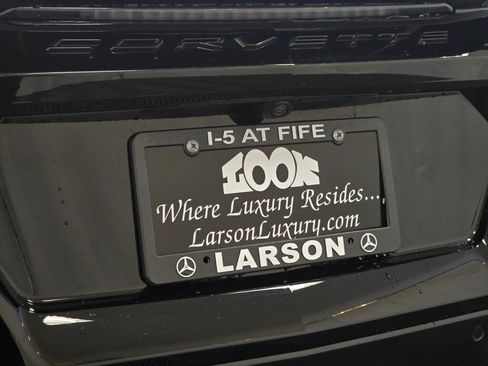 CORVETTE
I-5 AT FIFE
LOOK
Where Luxury Resides...
LarsonLuxury.com
LARSON